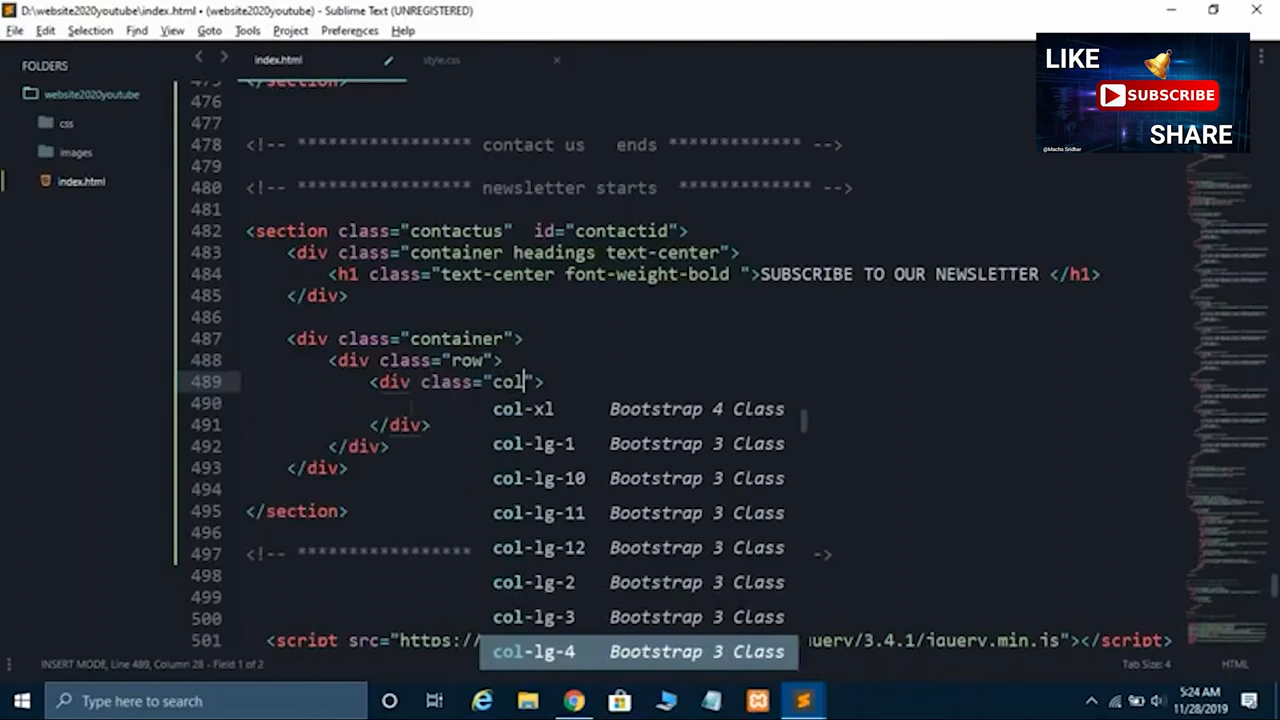 D:\website2020youtube\index.html • (website2020youtube) - Sublime Text (UNREGISTERED)
File Edit Selection Find View Goto Tools Project Preferences Help
LIKE
SUBSCRIBE
SHARE
@Macha Sridhar
FOLDERS
website2020youtube
css
images
index.html
index.html style.css
475 </section>
476
477
478 <!-- **************** contact us   ends ************* -->
479
480 <!-- **************** newsletter starts  ************* -->
481
482 <section class="contactus"  id="contactid">
483 <div class="container headings text-center">
484 <h1 class="text-center font-weight-bold ">SUBSCRIBE TO OUR NEWSLETTER </h1>
485 </div>
486
487 <div class="container">
488 <div class="row">
489 <div class="col">
490
491 </div>
492 </div>
493 </div>
494
495 </section>
496
497 <!-- **************** ->
498
499
500
501 <script src="https:// query/3.4.1/jquery.min.js"></script>
col-xl Bootstrap 4 Class
col-lg-1 Bootstrap 3 Class
col-lg-10 Bootstrap 3 Class
col-lg-11 Bootstrap 3 Class
col-lg-12 Bootstrap 3 Class
col-lg-2 Bootstrap 3 Class
col-lg-3 Bootstrap 3 Class
col-lg-4 Bootstrap 3 Class
INSERT MODE, Line 489, Column 28 - Field 1 of 2 Tab Size: 4 HTML
Type here to search
5:24 AM
11/28/2019